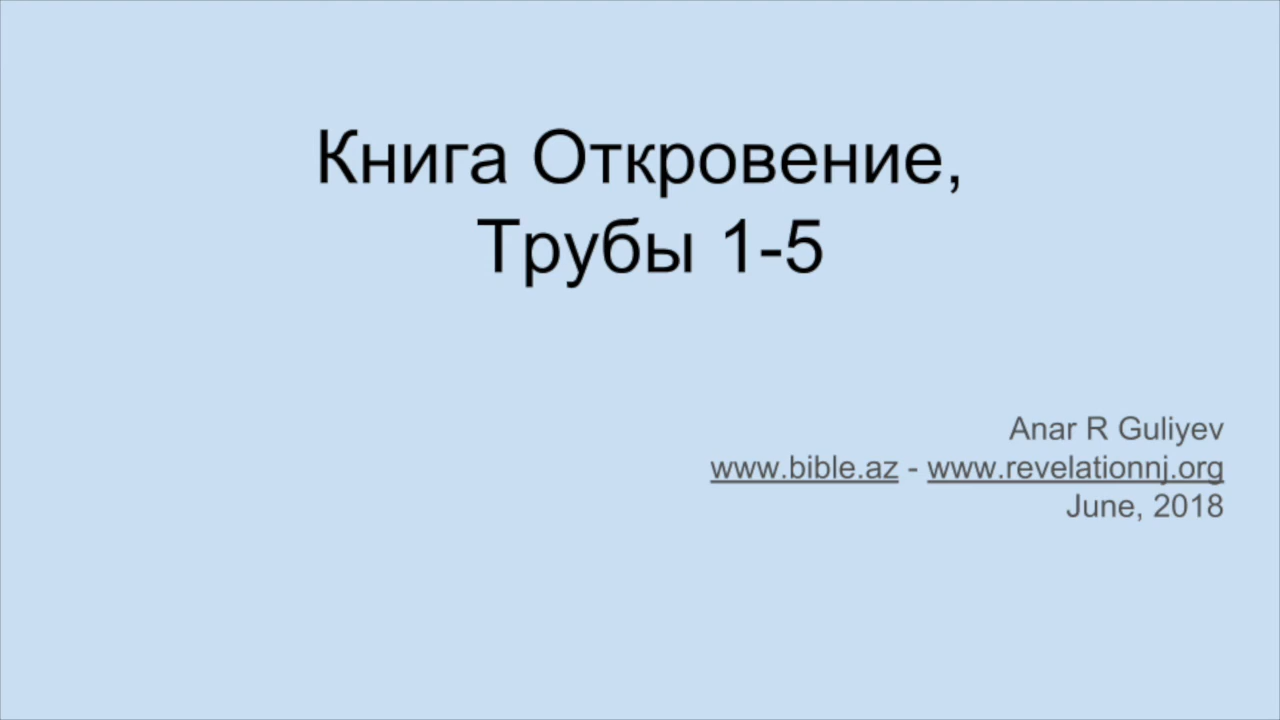 Книга Откровение,
Трубы 1-5
Anar R Guliyev
www.bible.az - www.revelationnj.org
June, 2018